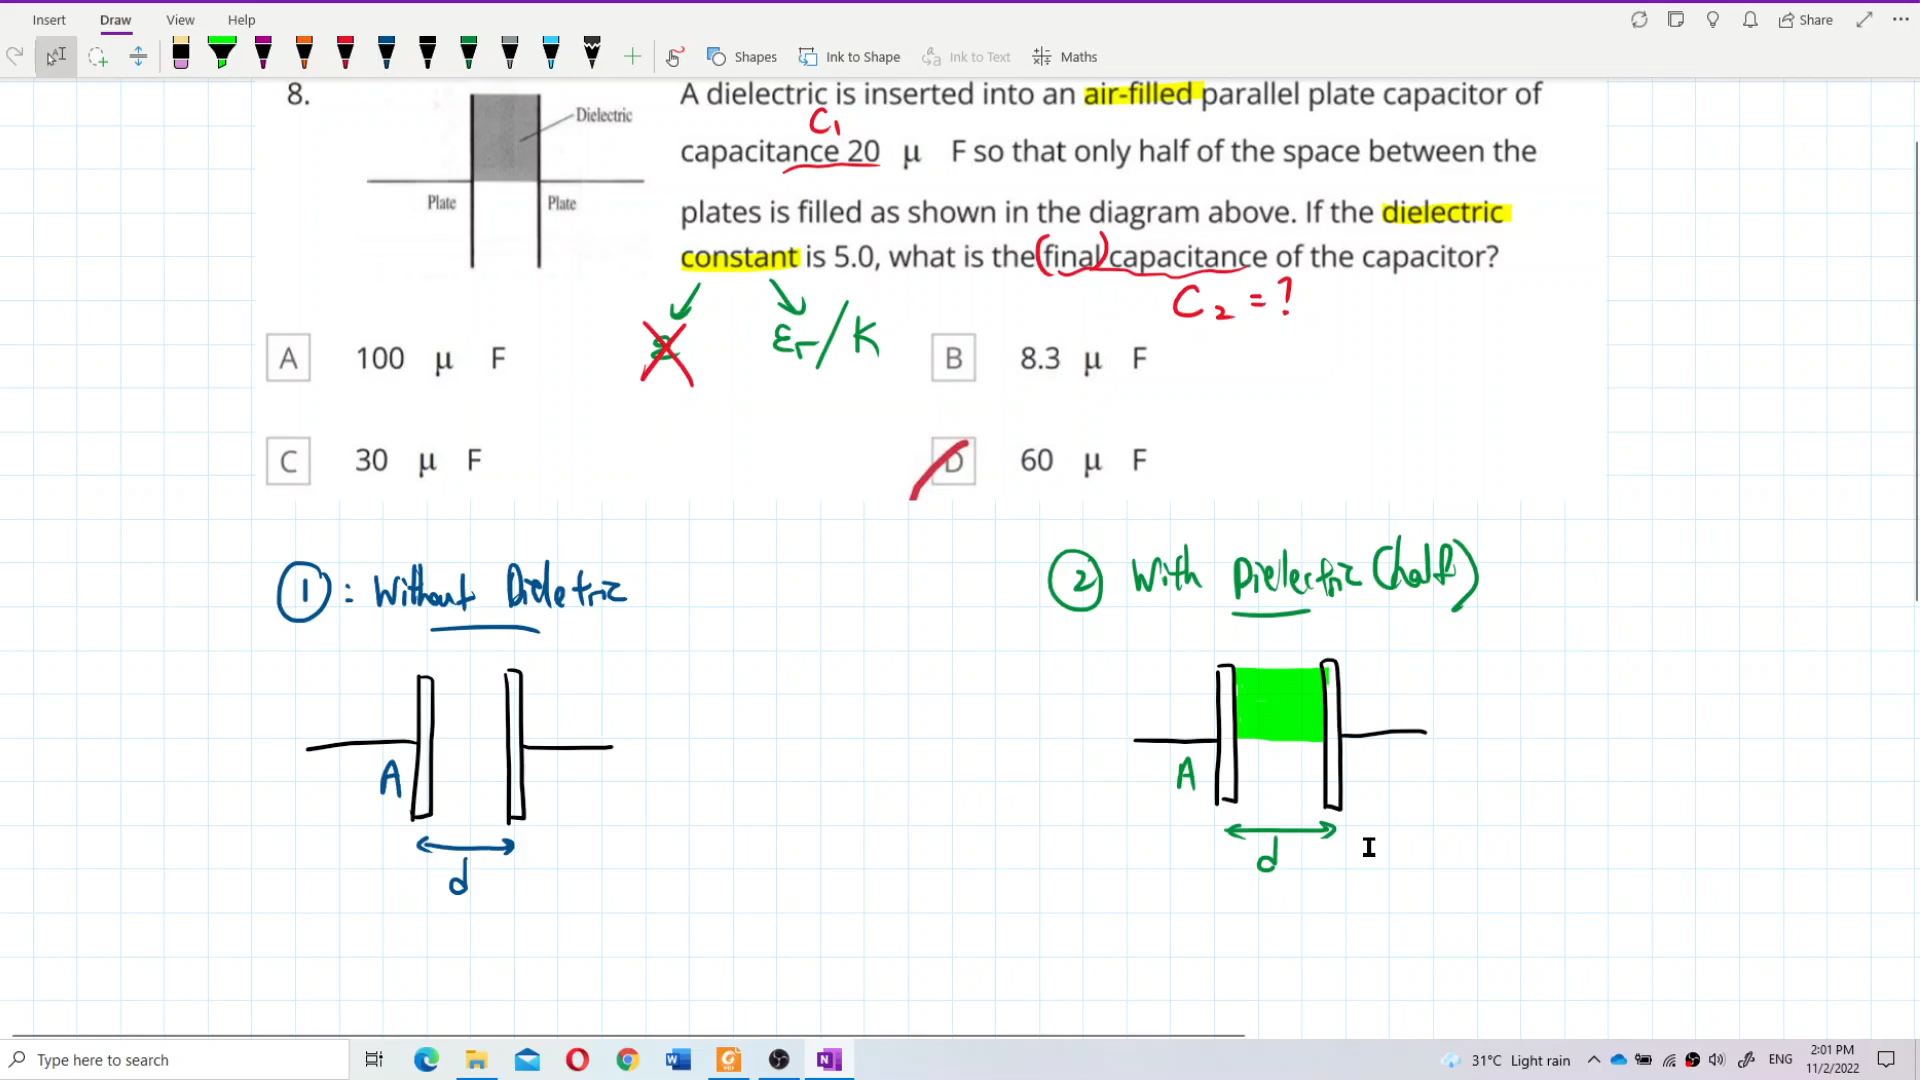 Insert Draw View Help
Share
Shapes Ink to Shape Ink to Text Maths
8.
Dielectric
Plate Plate
A dielectric is inserted into an air-filled parallel plate capacitor of
C1
capacitance 20 μ F so that only half of the space between the
plates is filled as shown in the diagram above. If the dielectric
constant is 5.0, what is the (final) capacitance of the capacitor?
C2 = ?
ε εr/K
A 100 μ F
B 8.3 μ F
C 30 μ F
D 60 μ F
1 : Without Dieletric
A
d
2 With Dielectric (half)
A
d
Type here to search
31°C Light rain
ENG
2:01 PM
11/2/2022